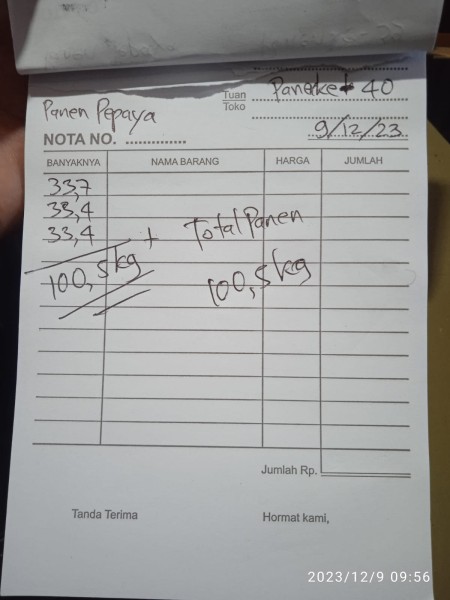 Tuan Panen ke 40
Panen Pepaya Toko
NOTA NO. .............. 9/12/23
BANYAKNYA NAMA BARANG HARGA JUMLAH
33,7
33,4
33,4 + Total Panen
100,5 kg 100,5 kg
Jumlah Rp.
Tanda Terima Hormat kami,
2023/12/9 09:56